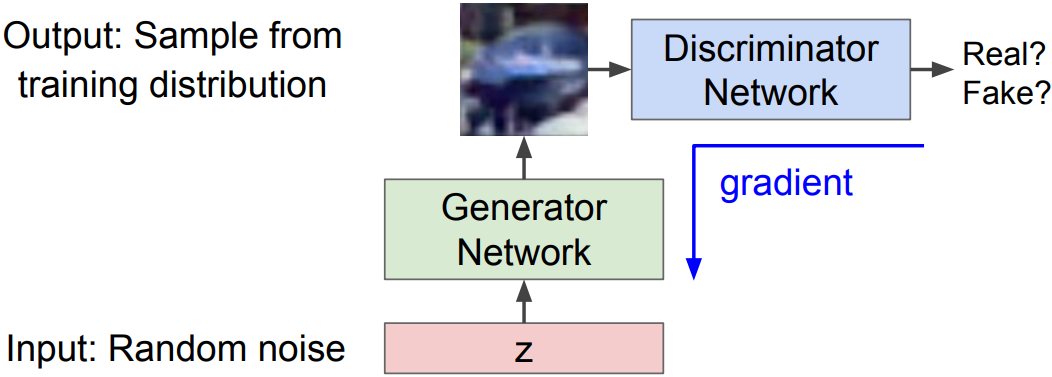 Output: Sample from
training distribution
Discriminator
Network
Real?
Fake?
gradient
Generator
Network
Input: Random noise
z